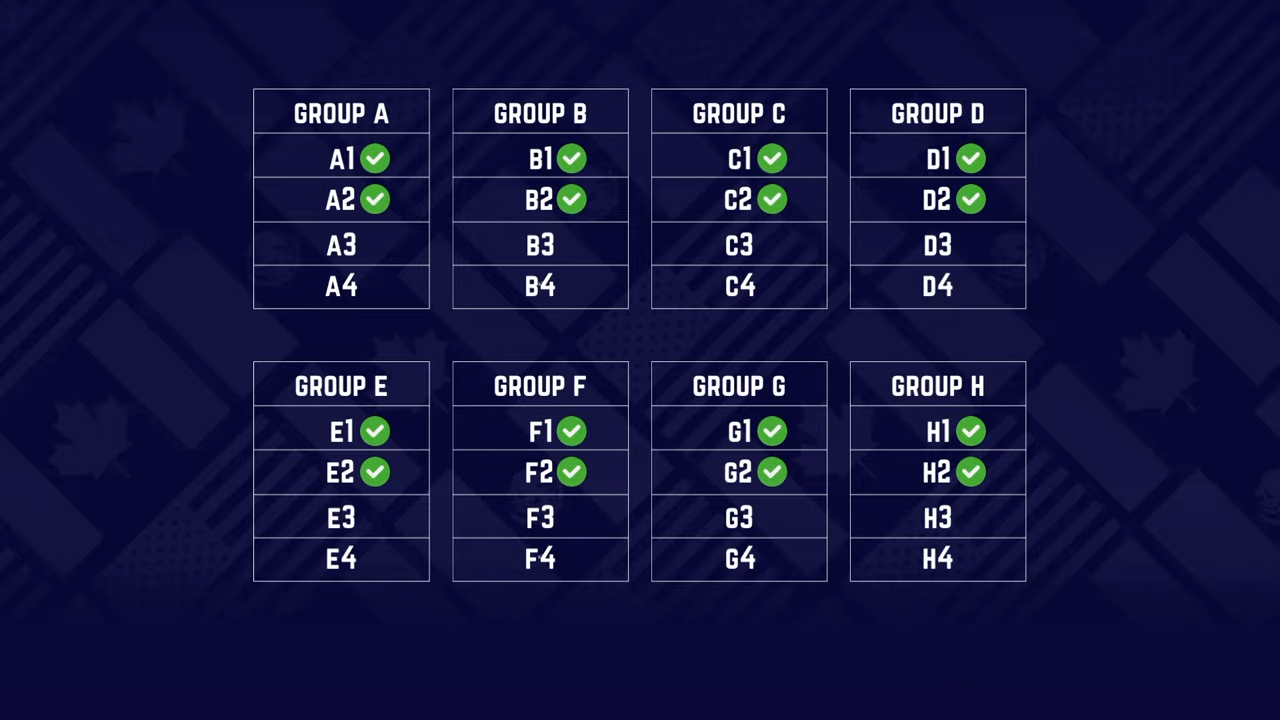 GROUP A
A1
A2
A3
A4
GROUP B
B1
B2
B3
B4
GROUP C
C1
C2
C3
C4
GROUP D
D1
D2
D3
D4
GROUP E
E1
E2
E3
E4
GROUP F
F1
F2
F3
F4
GROUP G
G1
G2
G3
G4
GROUP H
H1
H2
H3
H4